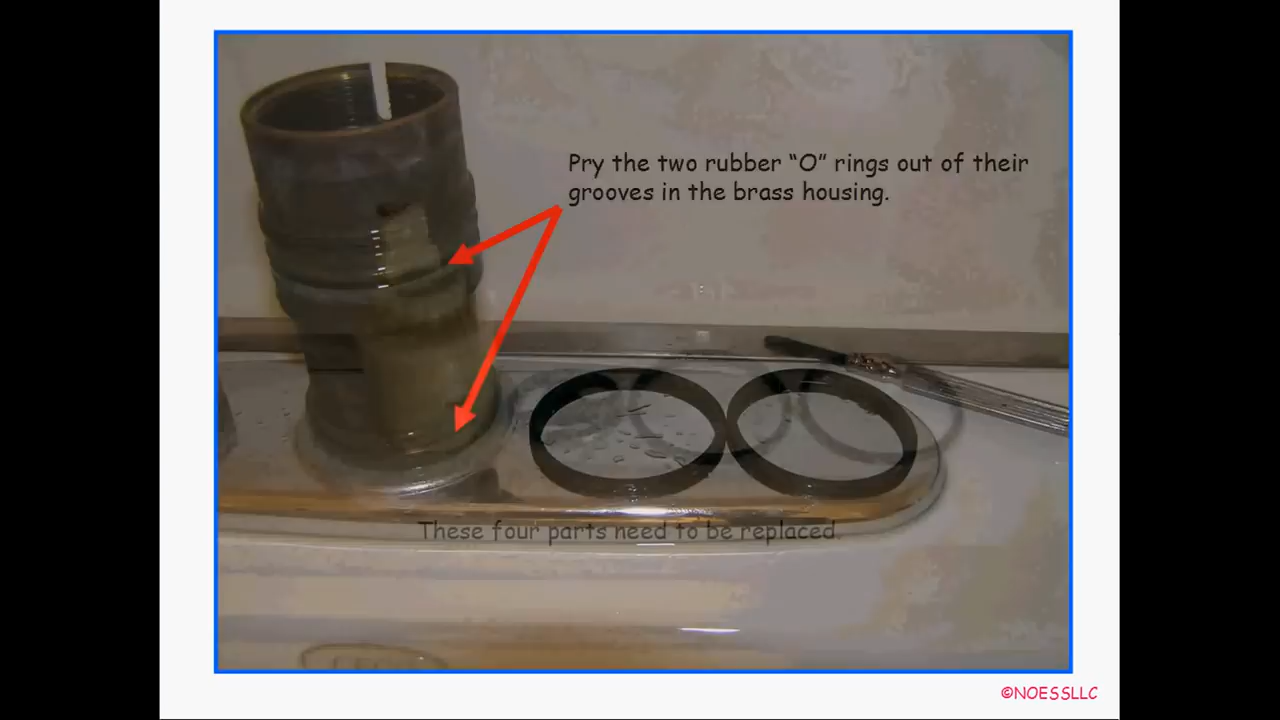 Pry the two rubber “O” rings out of their
grooves in the brass housing.
These four parts need to be replaced.
©NOESSLLC